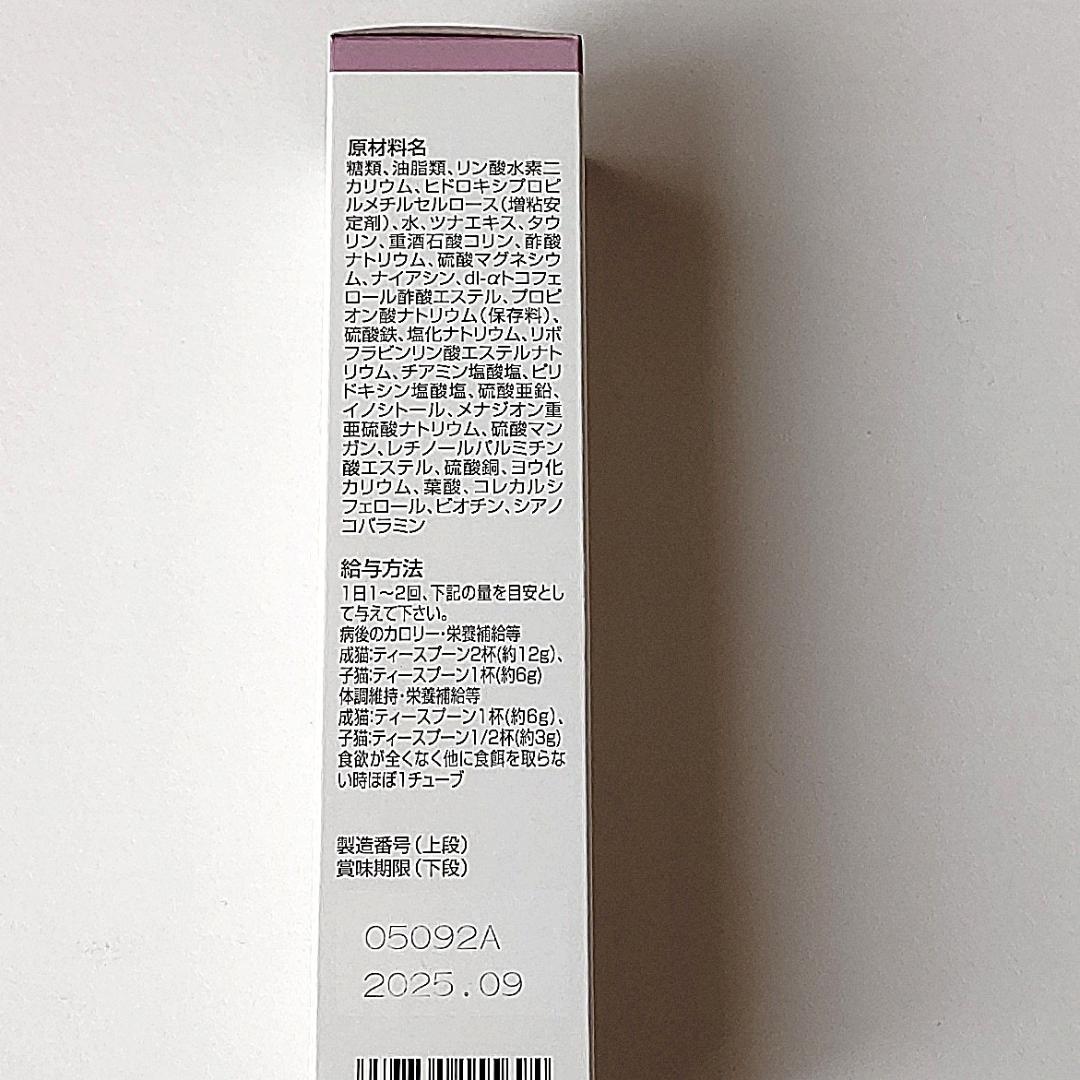 原材料名
糖類、油脂類、リン酸水素二
カリウム、ヒドロキシプロピ
ルメチルセルロース(増粘安
定剤)、水、ツナエキス、タウ
リン、重酒石酸コリン、酢酸
ナトリウム、硫酸マグネシウ
ム、ナイアシン、dl-αトコフェ
ロール酢酸エステル、プロピ
オン酸ナトリウム(保存料)、
硫酸鉄、塩化ナトリウム、リボ
フラビンリン酸エステルナト
リウム、チアミン塩酸塩、ピリ
ドキシン塩酸塩、硫酸亜鉛、
イノシトール、メナジオン重
亜硫酸ナトリウム、硫酸マン
ガン、レチノールパルミチン
酸エステル、硫酸銅、ヨウ化
カリウム、葉酸、コレカルシ
フェロール、ビオチン、シアノ
コバラミン
給与方法
1日1〜2回、下記の量を目安とし
て与えて下さい。
病後のカロリー・栄養補給等
成猫:ティースプーン2杯(約12g)、
子猫:ティースプーン1杯(約6g)
体調維持・栄養補給等
成猫:ティースプーン1杯(約6g)、
子猫:ティースプーン1/2杯(約3g)
食欲が全くなく他に食餌を取らな
い時ほぼ1チューブ
製造番号(上段)
賞味期限(下段)
05092A
2025.09